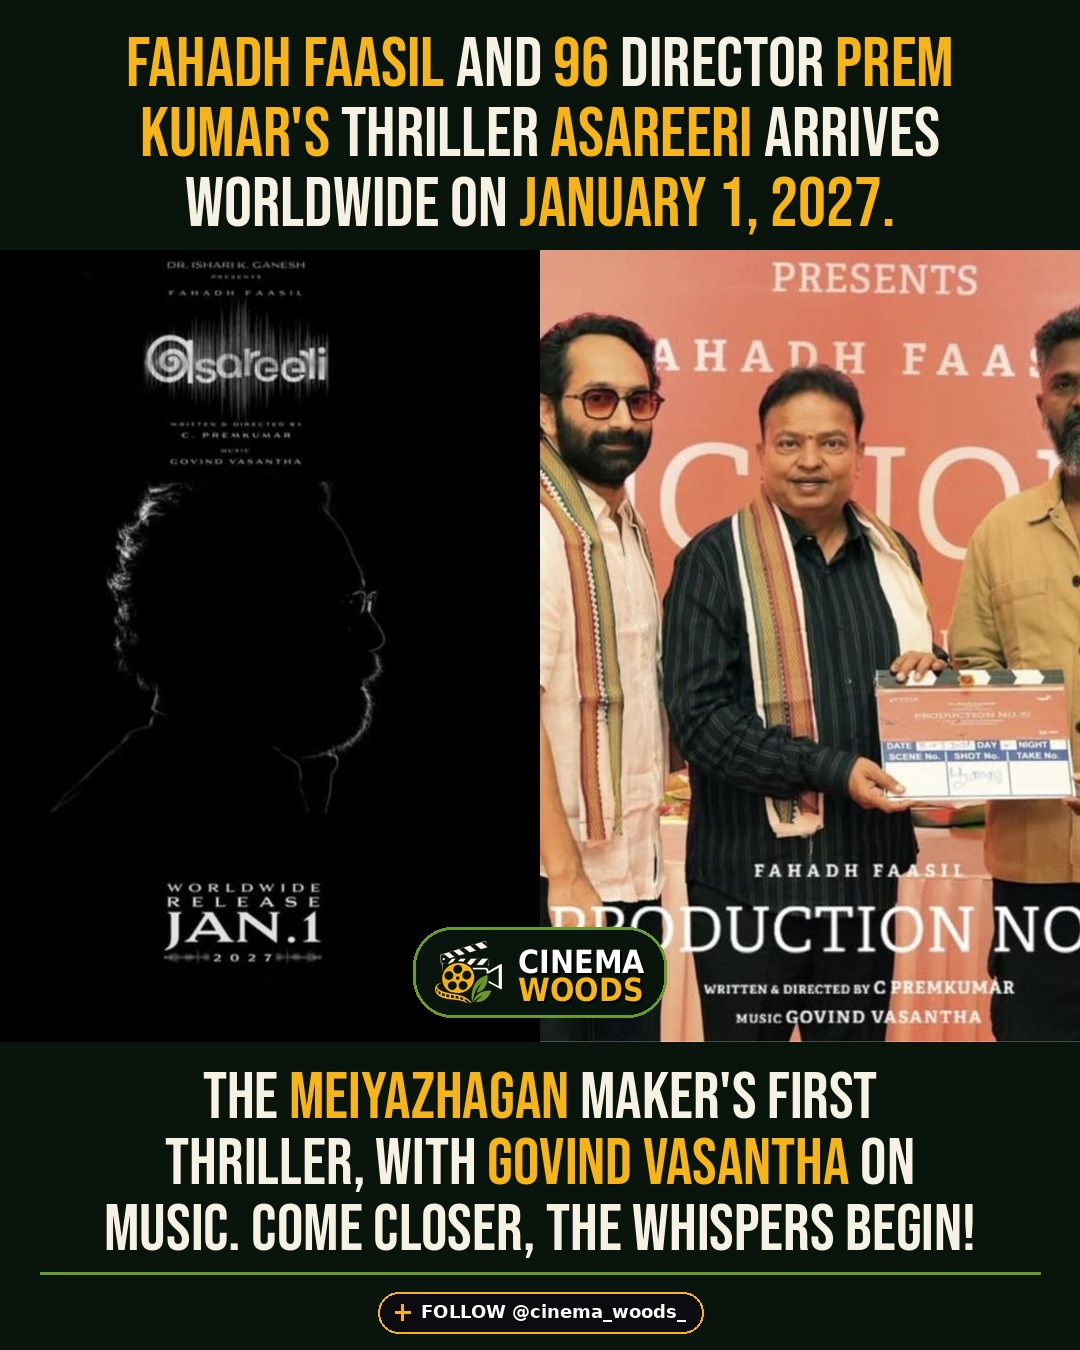 FAHADH FAASIL AND 96 DIRECTOR PREM
KUMAR'S THRILLER ASAREERI ARRIVES
WORLDWIDE ON JANUARY 1, 2027.
DR. ISHARI K. GANESH
PRESENTS
FAHADH FAASIL
asareeri
WRITTEN & DIRECTED BY
C. PREMKUMAR
MUSIC
GOVIND VASANTHA
WORLDWIDE
RELEASE
JAN.1
2027
PRESENTS
AHADH FAAS
CTION
PRODUCTION NO.
DATE DAY NIGHT
SCENE No. SHOT No. TAKE No.
FAHADH FAASIL
PRODUCTION NO
WRITTEN & DIRECTED BY C PREMKUMAR
MUSIC GOVIND VASANTHA
CINEMA
WOODS
THE MEIYAZHAGAN MAKER'S FIRST
THRILLER, WITH GOVIND VASANTHA ON
MUSIC. COME CLOSER, THE WHISPERS BEGIN!
+ FOLLOW @cinema_woods_